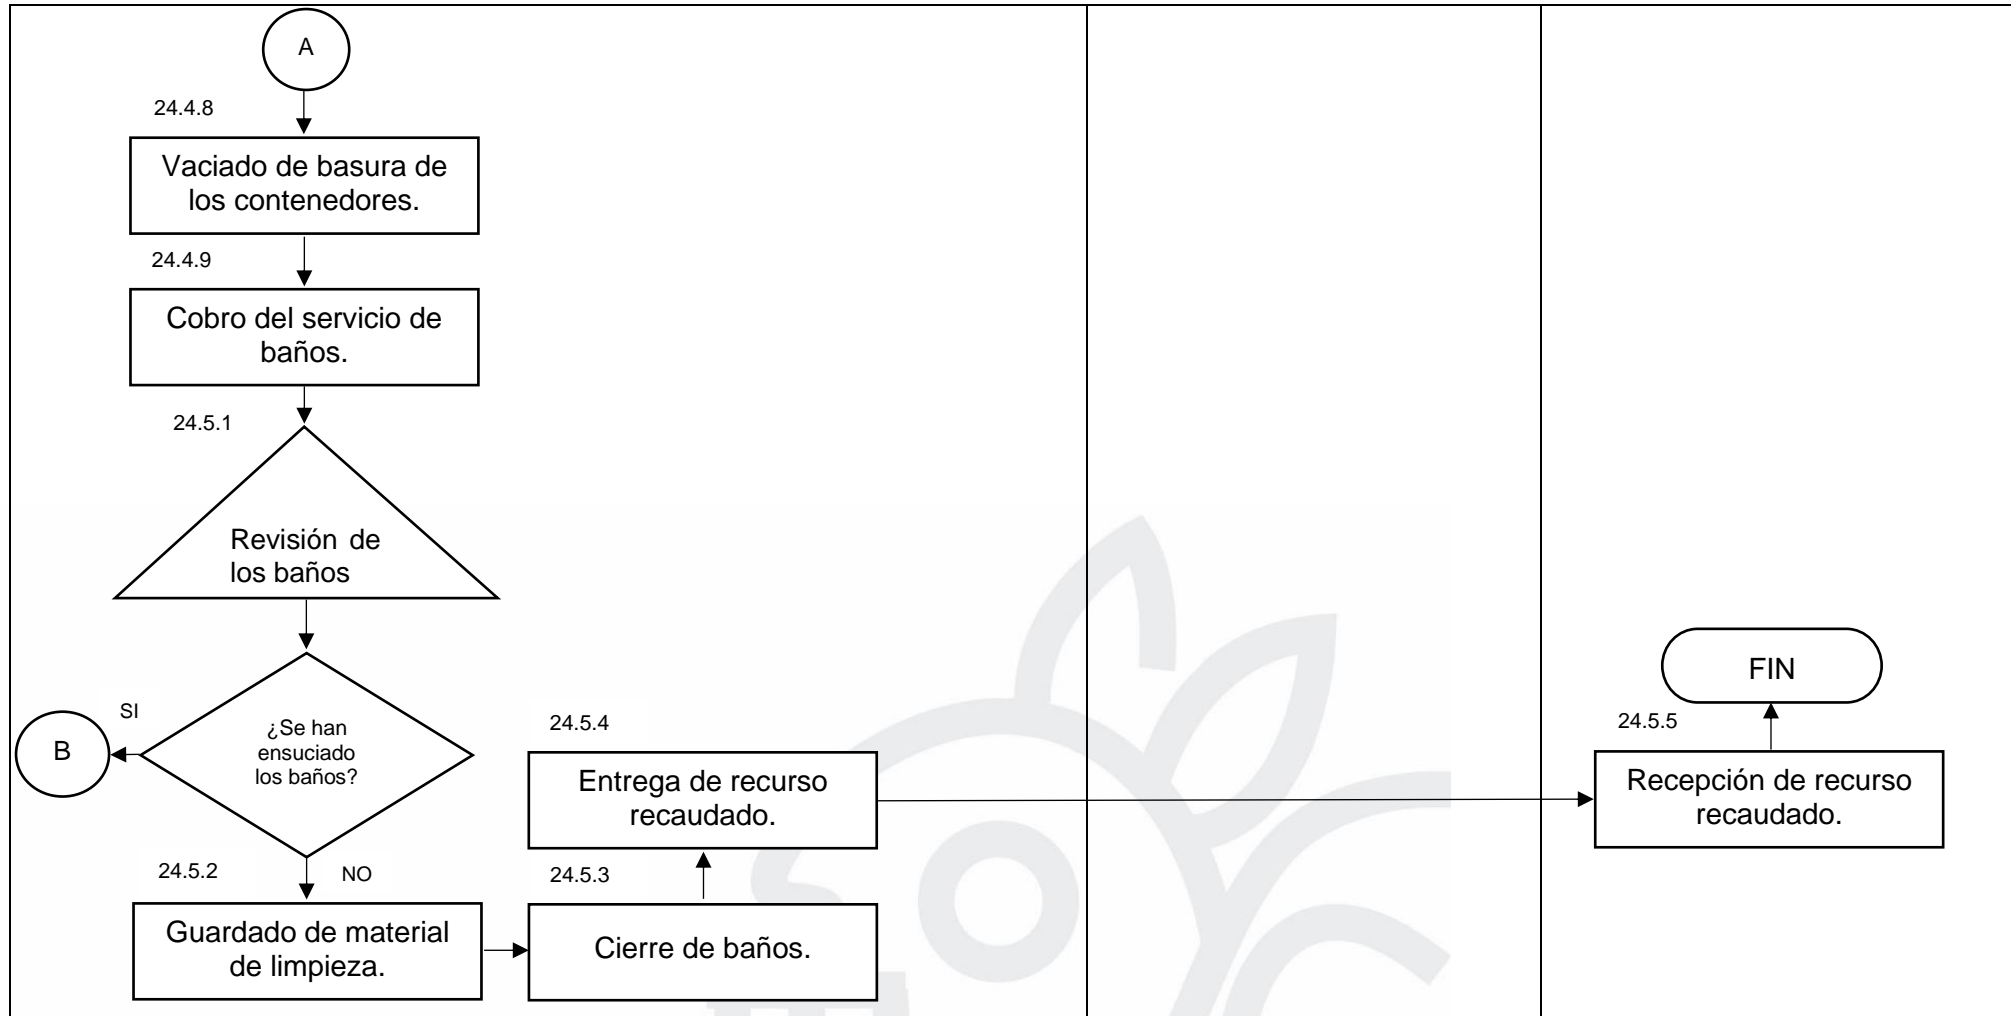 A
24.4.8
Vaciado de basura de
los contenedores.
24.4.9
Cobro del servicio de
baños.
24.5.1
Revisión de
los baños
SI
B
¿Se han
ensuciado
los baños?
24.5.2
NO
Guardado de material
de limpieza.
24.5.3
Cierre de baños.
24.5.4
Entrega de recurso
recaudado.
24.5.5
Recepción de recurso
recaudado.
FIN